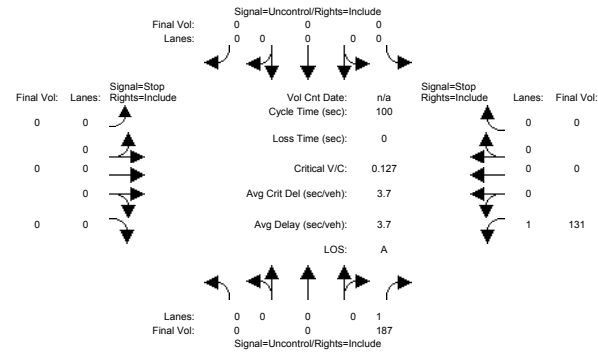 Signal=Uncontrol/Rights=Include
Final Vol: 0 0 0
Lanes: 0 0 0 0 0
Signal=Stop
Final Vol: Lanes: Rights=Include
Vol Cnt Date: n/a
Signal=Stop
Rights=Include Lanes: Final Vol:
0 0 Cycle Time (sec): 100 0 0
0 Loss Time (sec): 0 0
0 0 Critical V/C: 0.127 0 0
0 Avg Crit Del (sec/veh): 3.7 0
0 0 Avg Delay (sec/veh): 3.7 1 131
LOS: A
Lanes: 0 0 0 0 1
Final Vol: 0 0 187
Signal=Uncontrol/Rights=Include